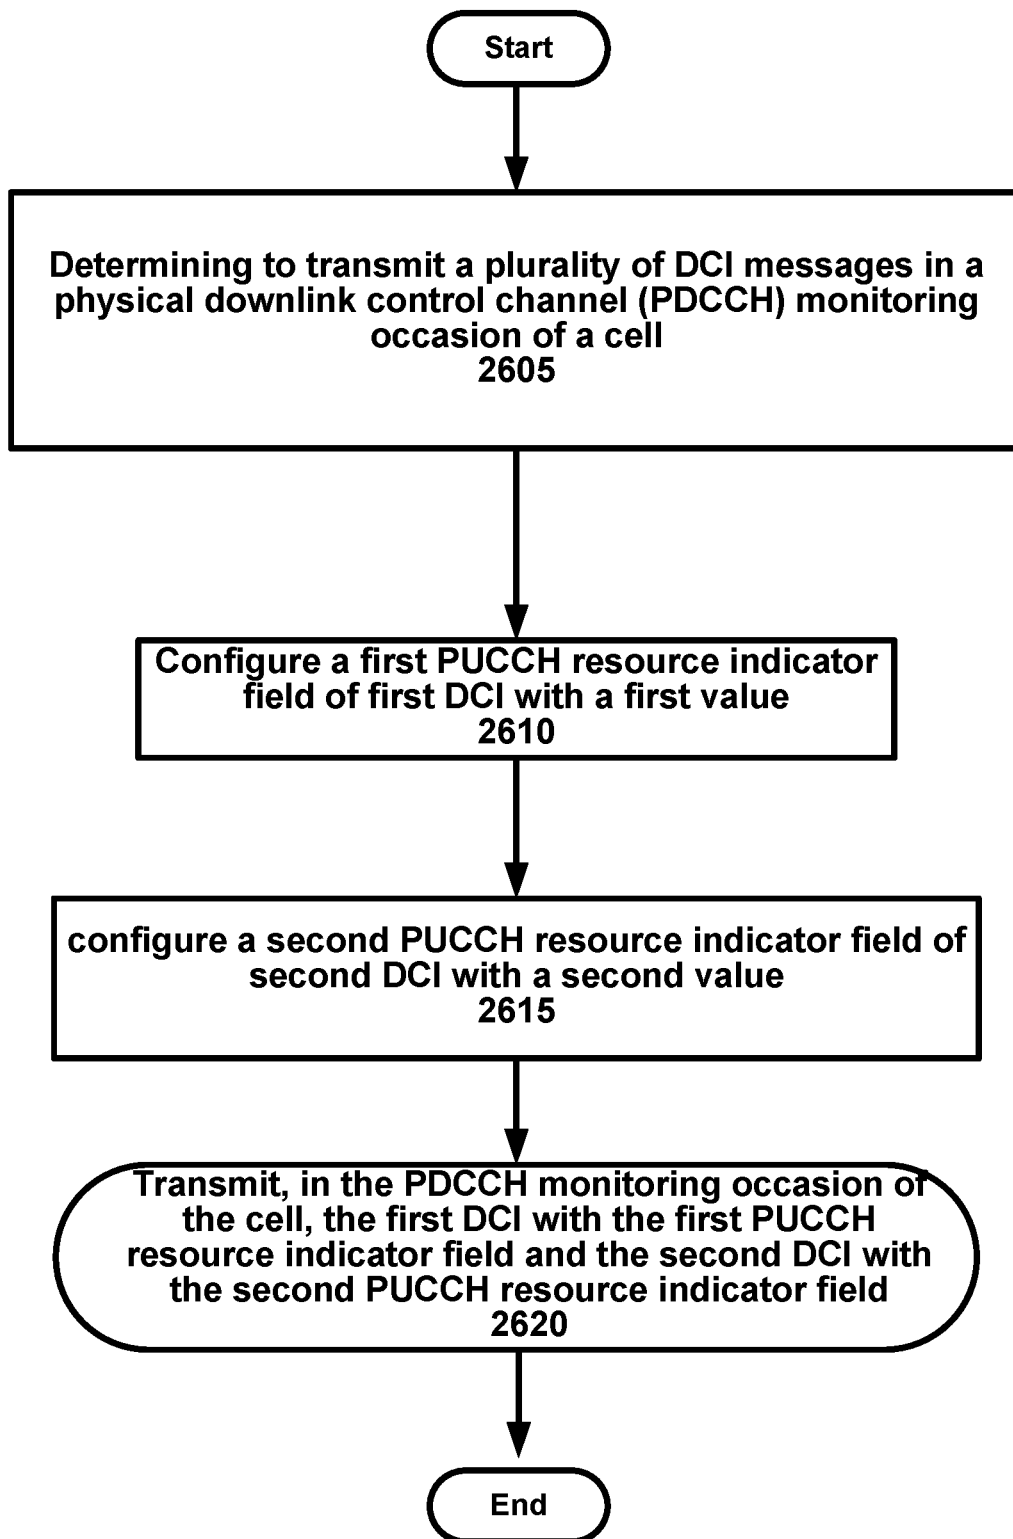 Start
Determining to transmit a plurality of DCI messages in a
physical downlink control channel (PDCCH) monitoring
occasion of a cell
2605
Configure a first PUCCH resource indicator
field of first DCI with a first value
2610
configure a second PUCCH resource indicator field of
second DCI with a second value
2615
Transmit, in the PDCCH monitoring occasion of
the cell, the first DCI with the first PUCCH
resource indicator field and the second DCI with
the second PUCCH resource indicator field
2620
End